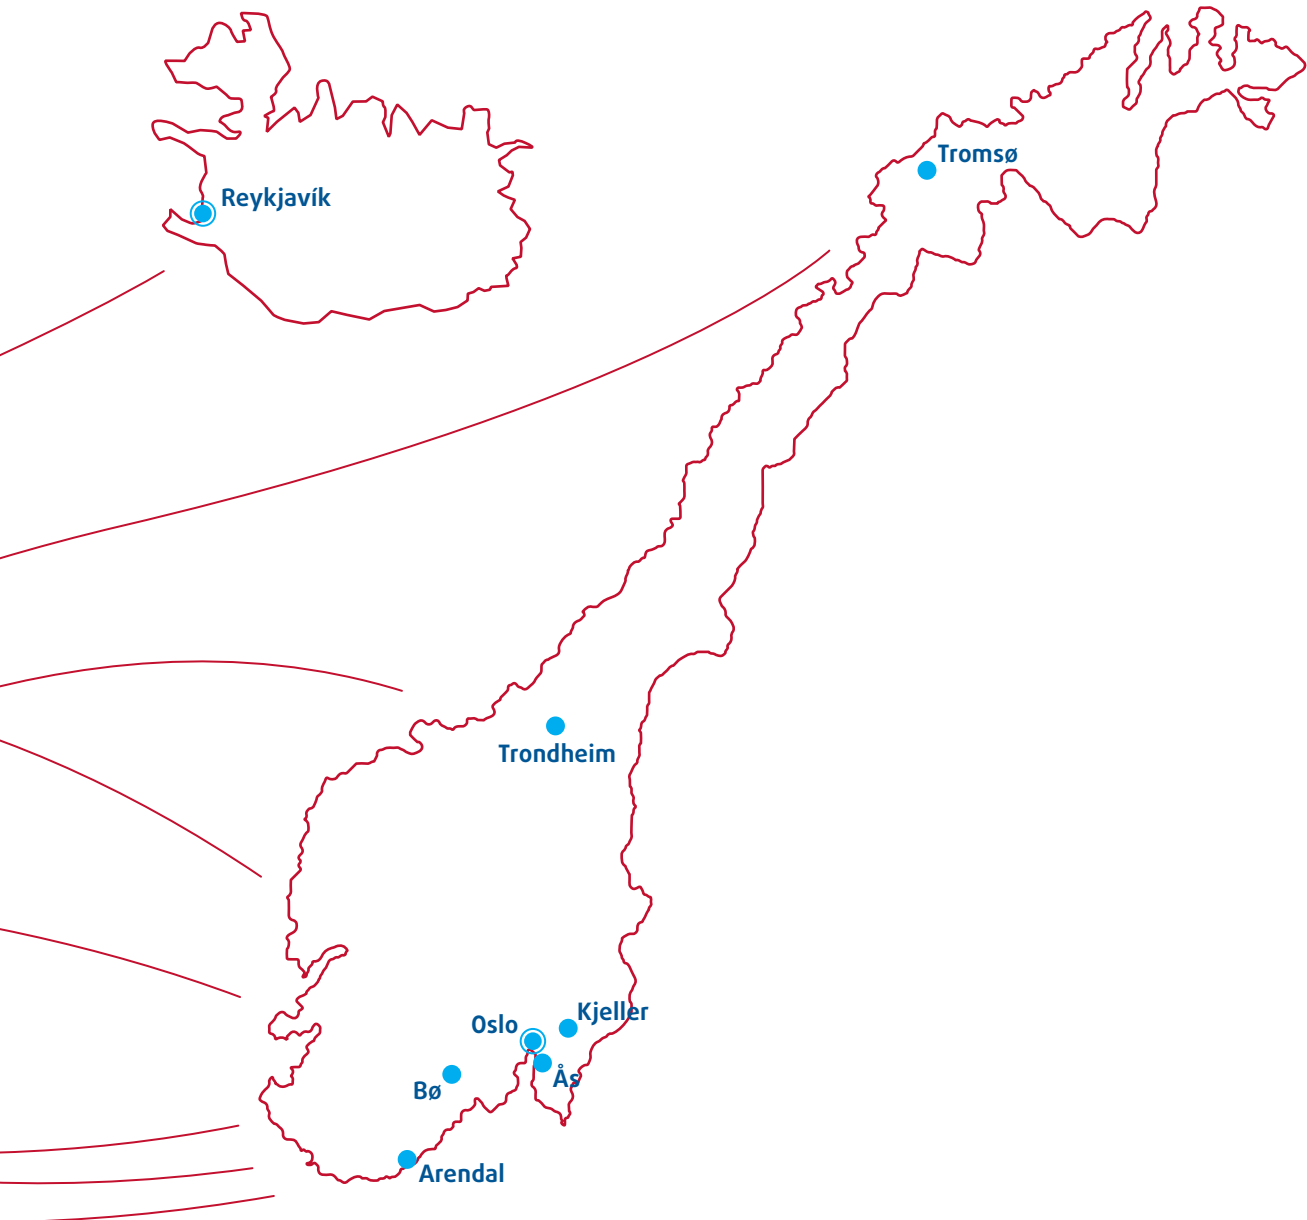 Tromsø
Reykjavík
Trondheim
Kjeller
Oslo
Ås
Bø
Arendal